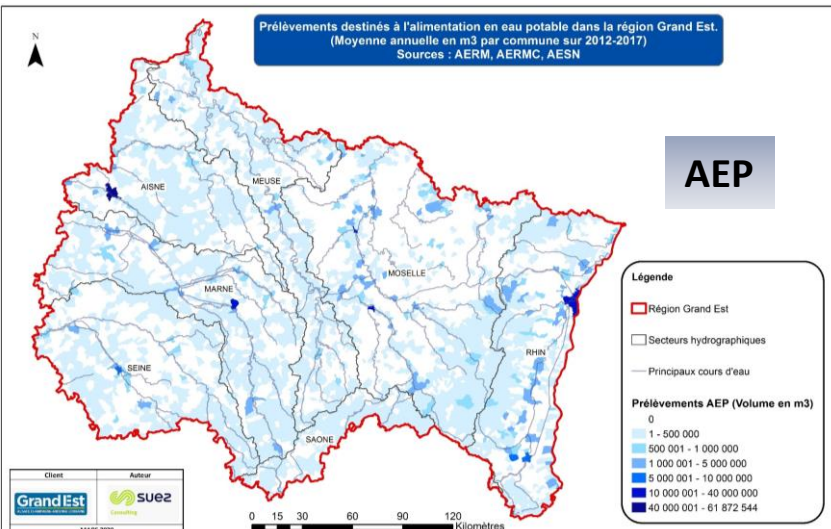 Prélèvements destinés à l'alimentation en eau potable dans la région Grand Est.
(Moyenne annuelle en m3 par commune sur 2012-2017)
Sources : AERM, AERMC, AESN
N
AEP
AISNE
MEUSE
MOSELLE
MARNE
RHIN
SEINE
SAONE
Légende
Région Grand Est
Secteurs hydrographiques
Principaux cours d'eau
Prélèvements AEP (Volume en m3)
0
1 - 500 000
500 001 - 1 000 000
1 000 001 - 5 000 000
5 000 001 - 10 000 000
10 000 001 - 40 000 000
40 000 001 - 61 872 544
Client
Auteur
GrandEst
suez
Consulting
0 15 30 60 90 120
Kilomètres